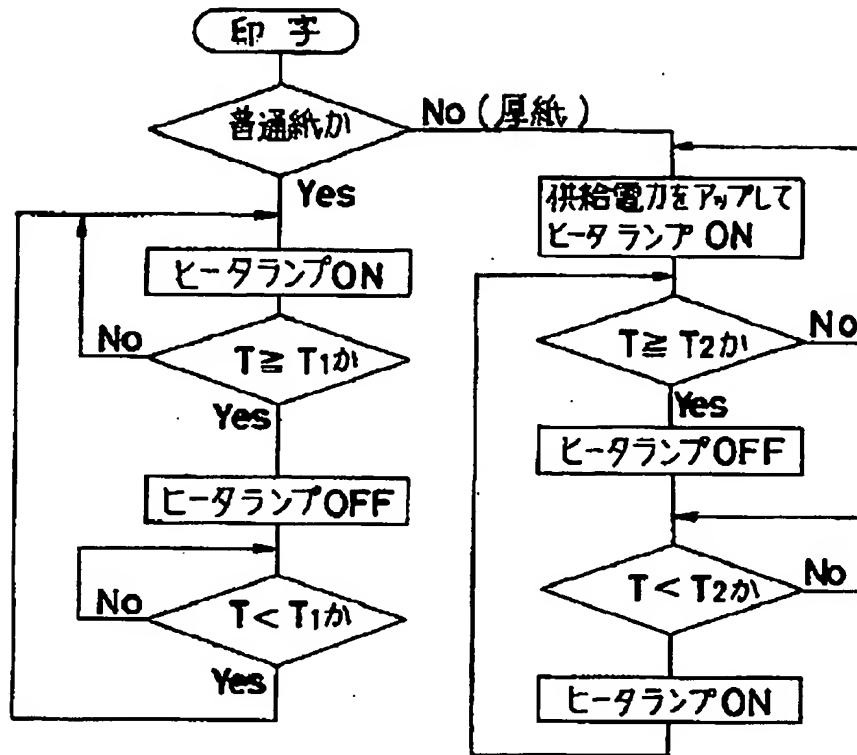 印字
普通紙か
No (厚紙)
Yes
ヒータランプON
No
T≧T1か
Yes
ヒータランプOFF
No
T<T1か
Yes
供給電力をアップして
ヒータランプON
T≧T2か
No
Yes
ヒータランプOFF
T<T2か
No
ヒータランプON